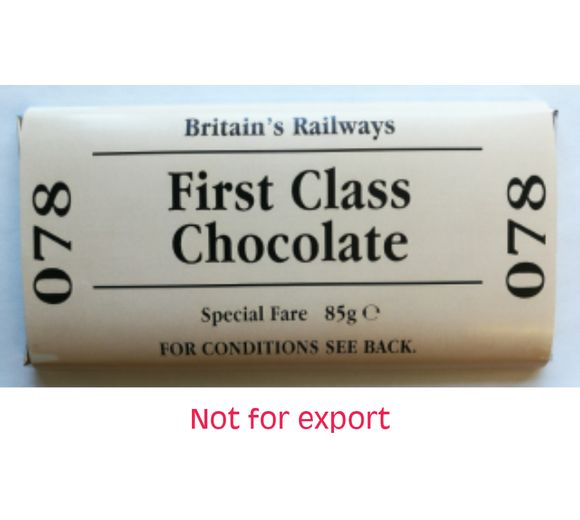 Britain's Railways
First Class
Chocolate
078
078
Special Fare 85g ℮
FOR CONDITIONS SEE BACK.
Not for export